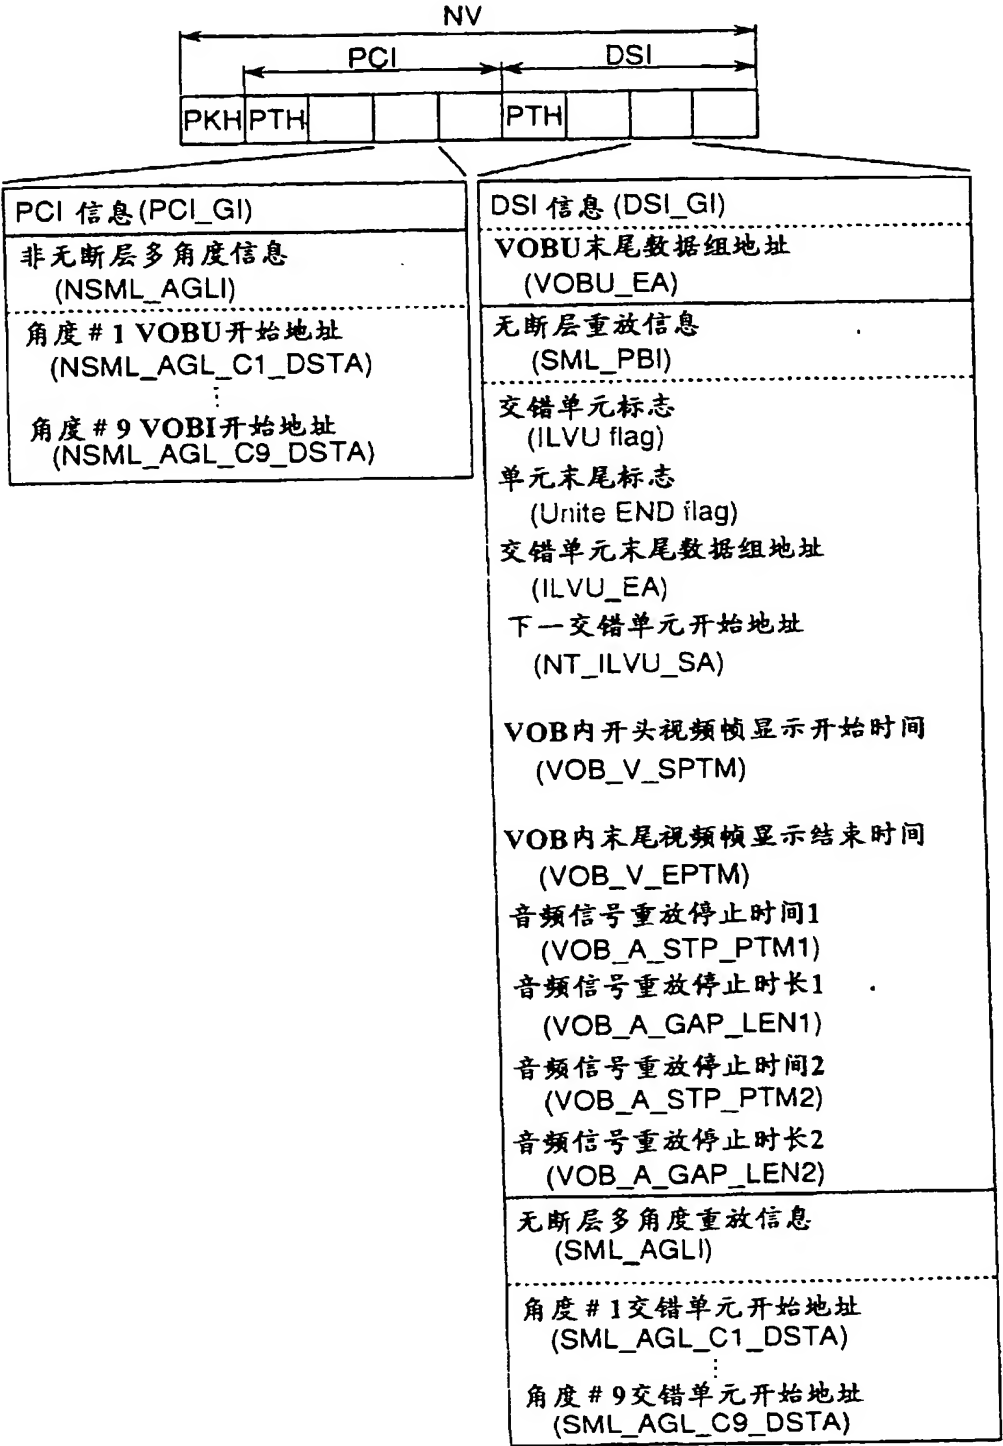 NV
PCI
DSI
PKH PTH PTH
PCI 信息(PCI_GI)
非无断层多角度信息
(NSML_AGLI)
角度#1 VOBU开始地址
(NSML_AGL_C1_DSTA)
角度#9 VOBI开始地址
(NSML_AGL_C9_DSTA)
DSI 信息(DSI_GI)
VOBU末尾数据组地址
(VOBU_EA)
无断层重放信息
(SML_PBI)
交错单元标志
(ILVU flag)
单元末尾标志
(Unite END flag)
交错单元末尾数据组地址
(ILVU_EA)
下一交错单元开始地址
(NT_ILVU_SA)
VOB内开头视频帧显示开始时间
(VOB_V_SPTM)
VOB内末尾视频帧显示结束时间
(VOB_V_EPTM)
音频信号重放停止时间1
(VOB_A_STP_PTM1)
音频信号重放停止时长1
(VOB_A_GAP_LEN1)
音频信号重放停止时间2
(VOB_A_STP_PTM2)
音频信号重放停止时长2
(VOB_A_GAP_LEN2)
无断层多角度重放信息
(SML_AGLI)
角度#1交错单元开始地址
(SML_AGL_C1_DSTA)
角度#9交错单元开始地址
(SML_AGL_C9_DSTA)